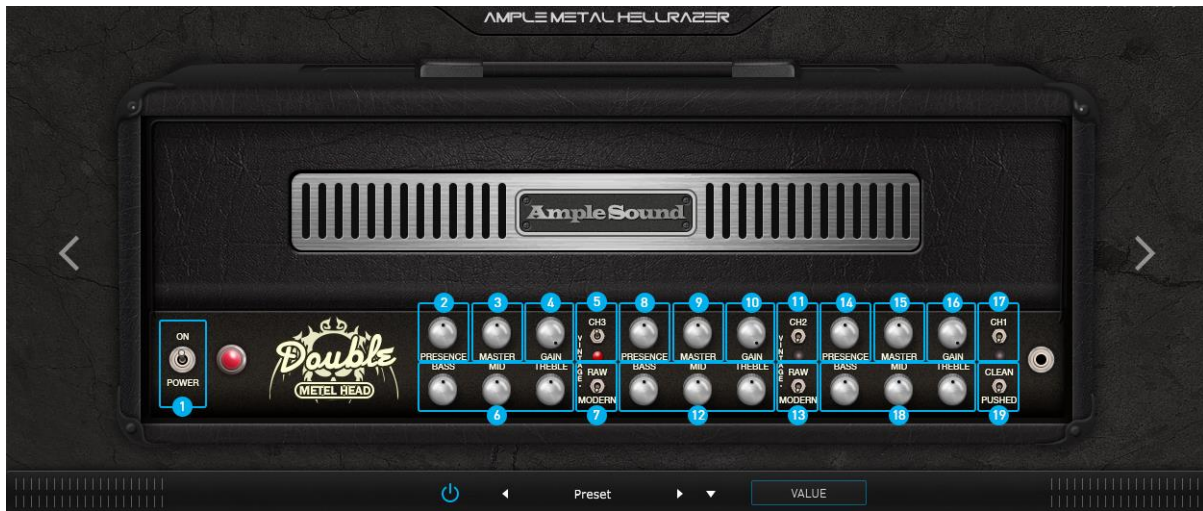 AMPLE METAL HELLRAZER
Ample Sound
2 3 4 5 8 9 10 11 14 15 16 17
ON
CH3 CH2 CH1
Double
METEL HEAD
VINTAGE VINTAGE
POWER
PRESENCE MASTER GAIN PRESENCE MASTER GAIN PRESENCE MASTER GAIN
BASS MID TREBLE RAW BASS MID TREBLE RAW BASS MID TREBLE CLEAN
MODERN MODERN PUSHED
1 6 7 12 13 18 19
Preset VALUE